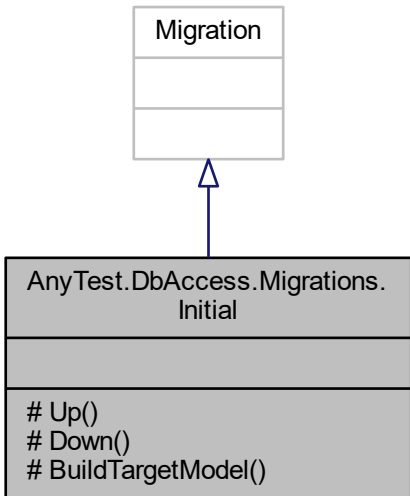 Migration
AnyTest.DbAccess.Migrations.
Initial
# Up()
# Down()
# BuildTargetModel()